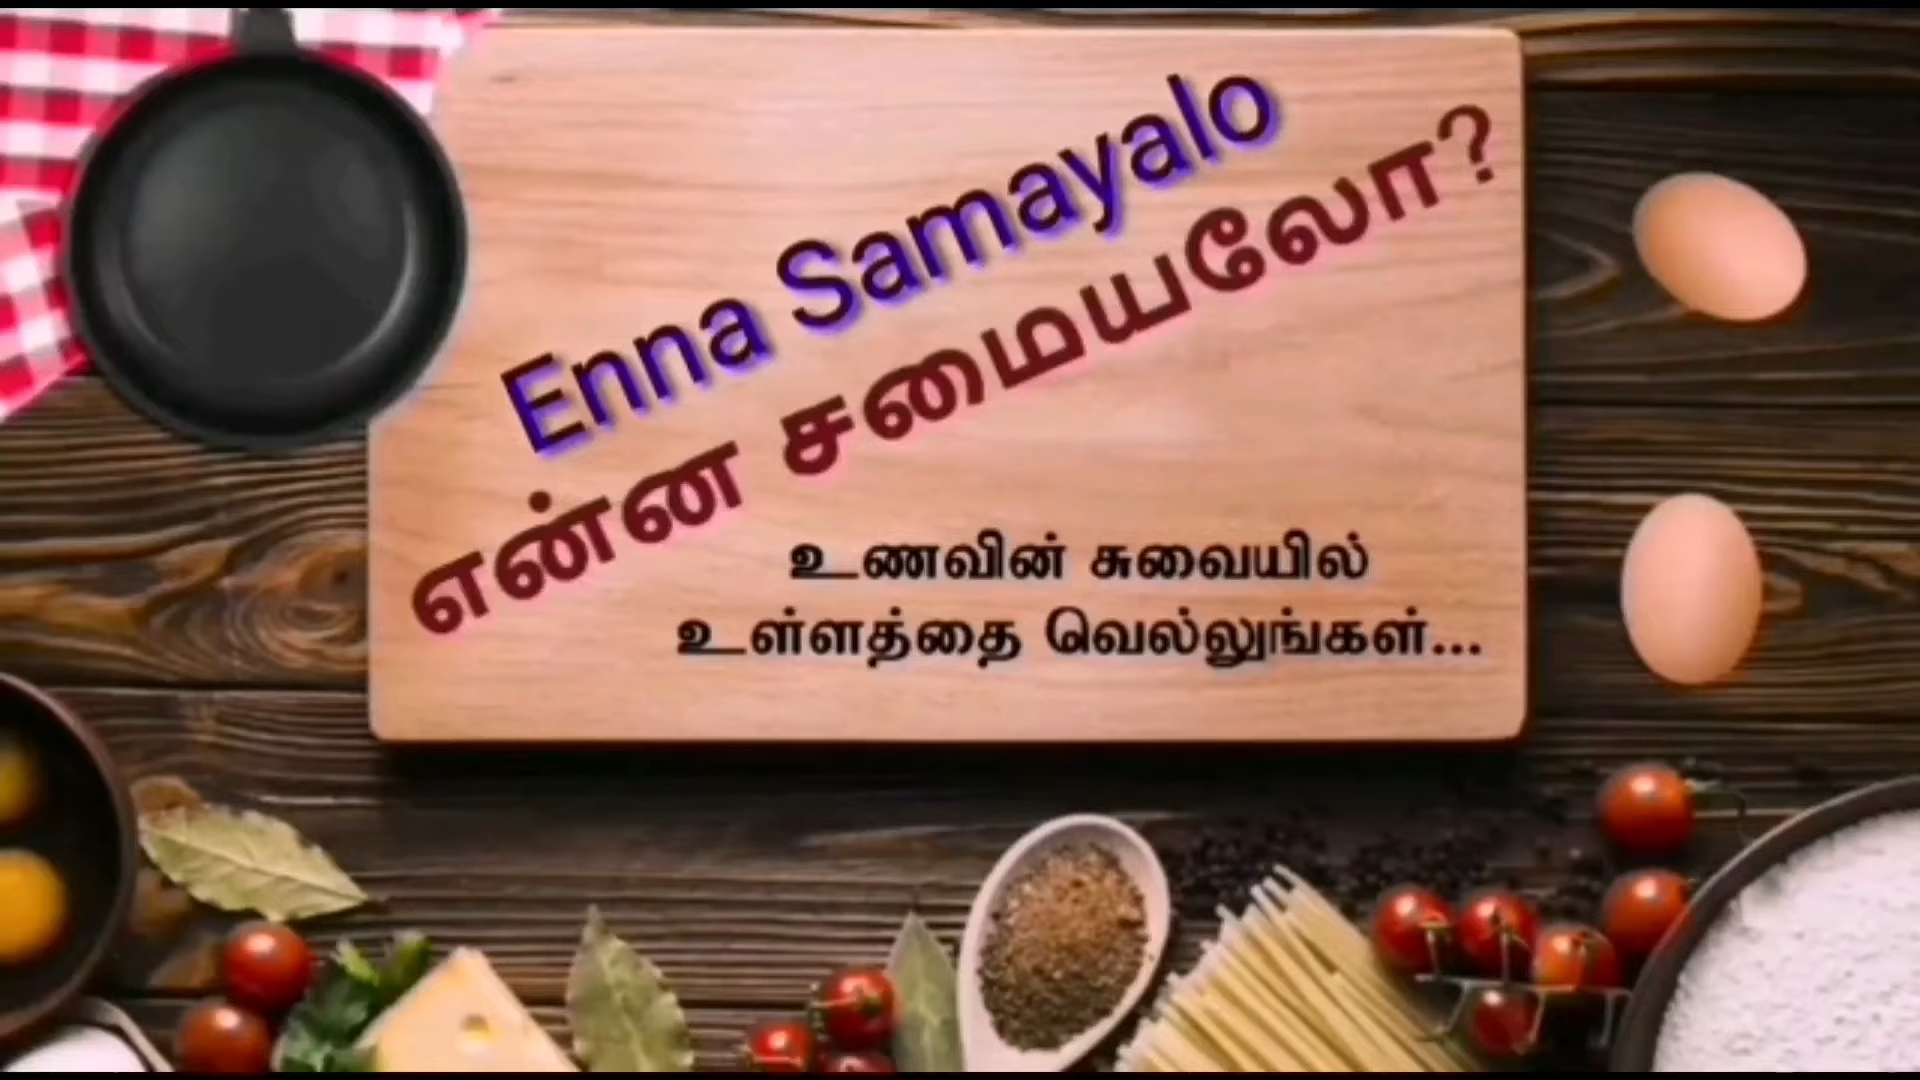 Enna Samayalo
என்ன சமையலோ?
உணவின் சுவையில்
உள்ளத்தை வெல்லுங்கள்...